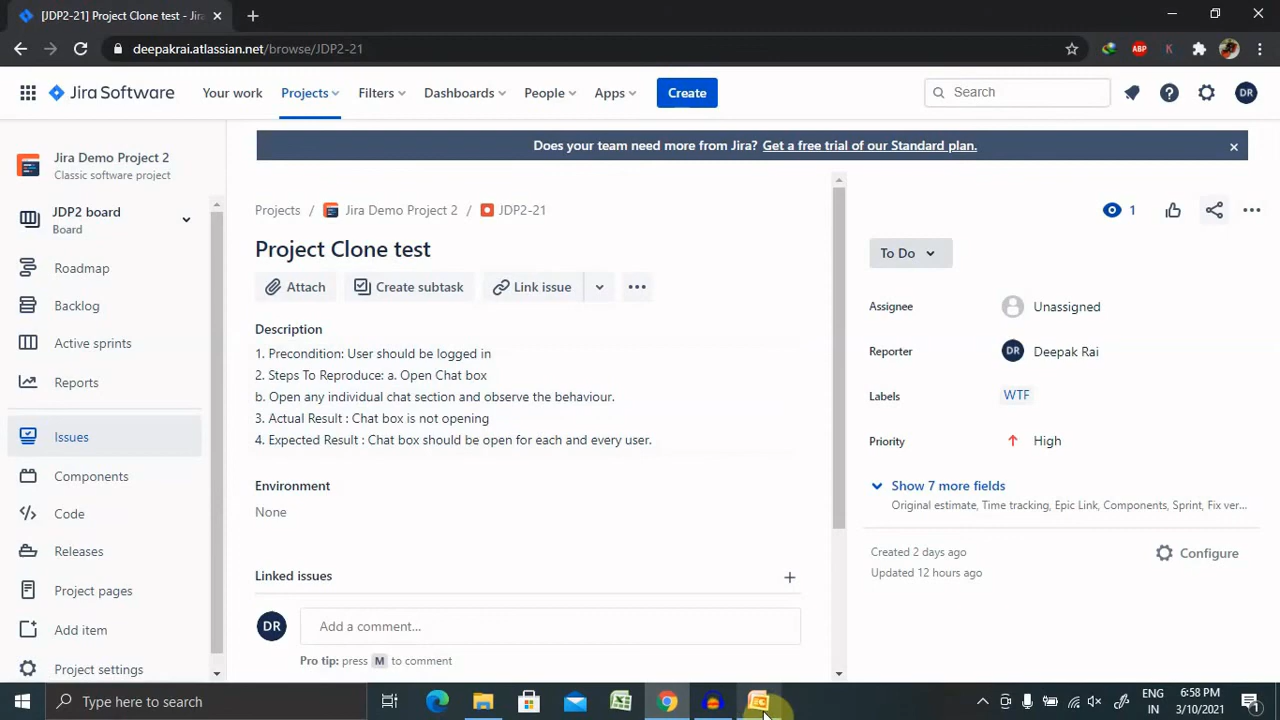 [JDP2-21] Project Clone test - Jira
deepakrai.atlassian.net/browse/JDP2-21
ABP
K
Jira Software
Your work
Projects
Filters
Dashboards
People
Apps
Create
Search
DR
Does your team need more from Jira? Get a free trial of our Standard plan.
Jira Demo Project 2
Classic software project
JDP2 board
Board
Roadmap
Backlog
Active sprints
Reports
Issues
Components
Code
Releases
Project pages
Add item
Project settings
Projects / Jira Demo Project 2 / JDP2-21
1
Project Clone test
Attach
Create subtask
Link issue
Description
1. Precondition: User should be logged in
2. Steps To Reproduce: a. Open Chat box
b. Open any individual chat section and observe the behaviour.
3. Actual Result : Chat box is not opening
4. Expected Result : Chat box should be open for each and every user.
Environment
None
Linked issues
DR
Add a comment...
Pro tip: press M to comment
To Do
Assignee
Unassigned
Reporter
DR
Deepak Rai
Labels
WTF
Priority
High
Show 7 more fields
Original estimate, Time tracking, Epic Link, Components, Sprint, Fix ver...
Created 2 days ago
Updated 12 hours ago
Configure
Type here to search
ENG
IN
6:58 PM
3/10/2021
1